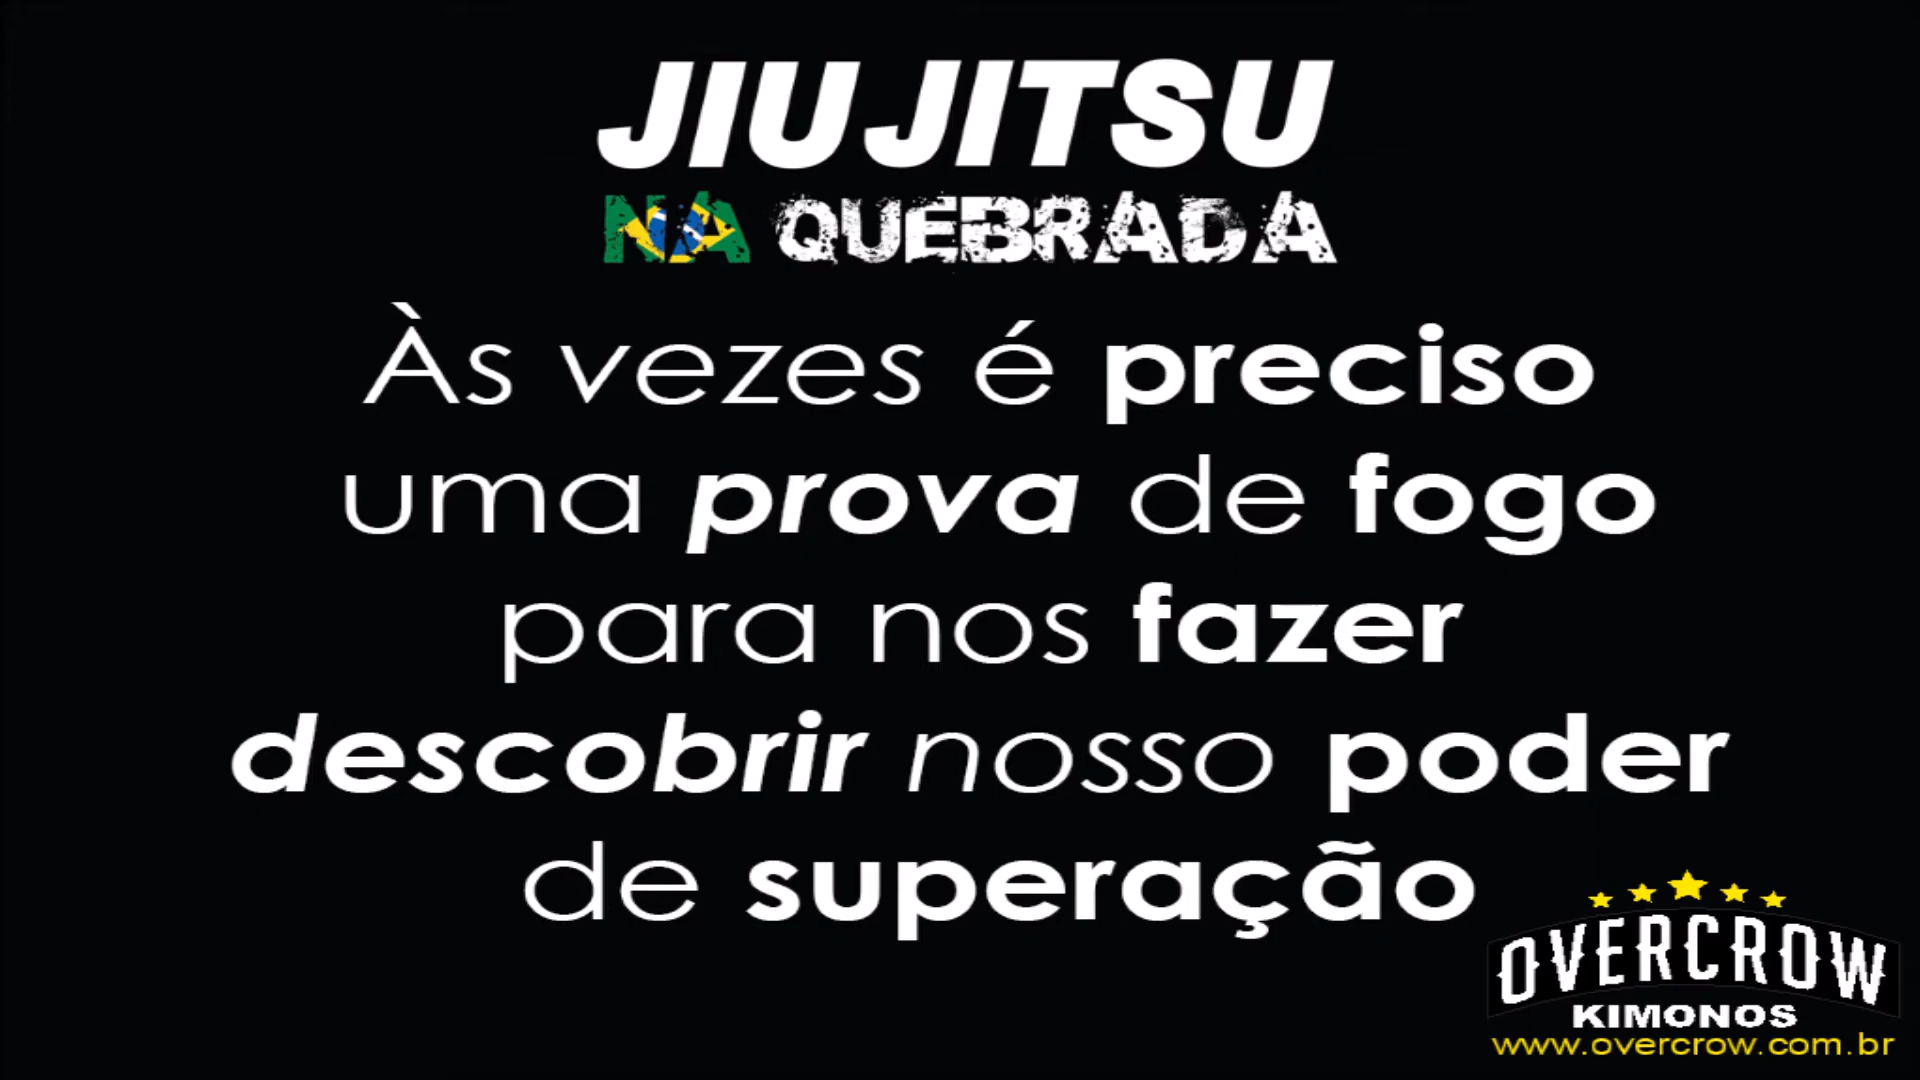 JIUJITSU
NA QUEBRADA
Às vezes é preciso
uma prova de fogo
para nos fazer
descobrir nosso poder
de superação
OVERCROW
KIMONOS
www.overcrow.com.br